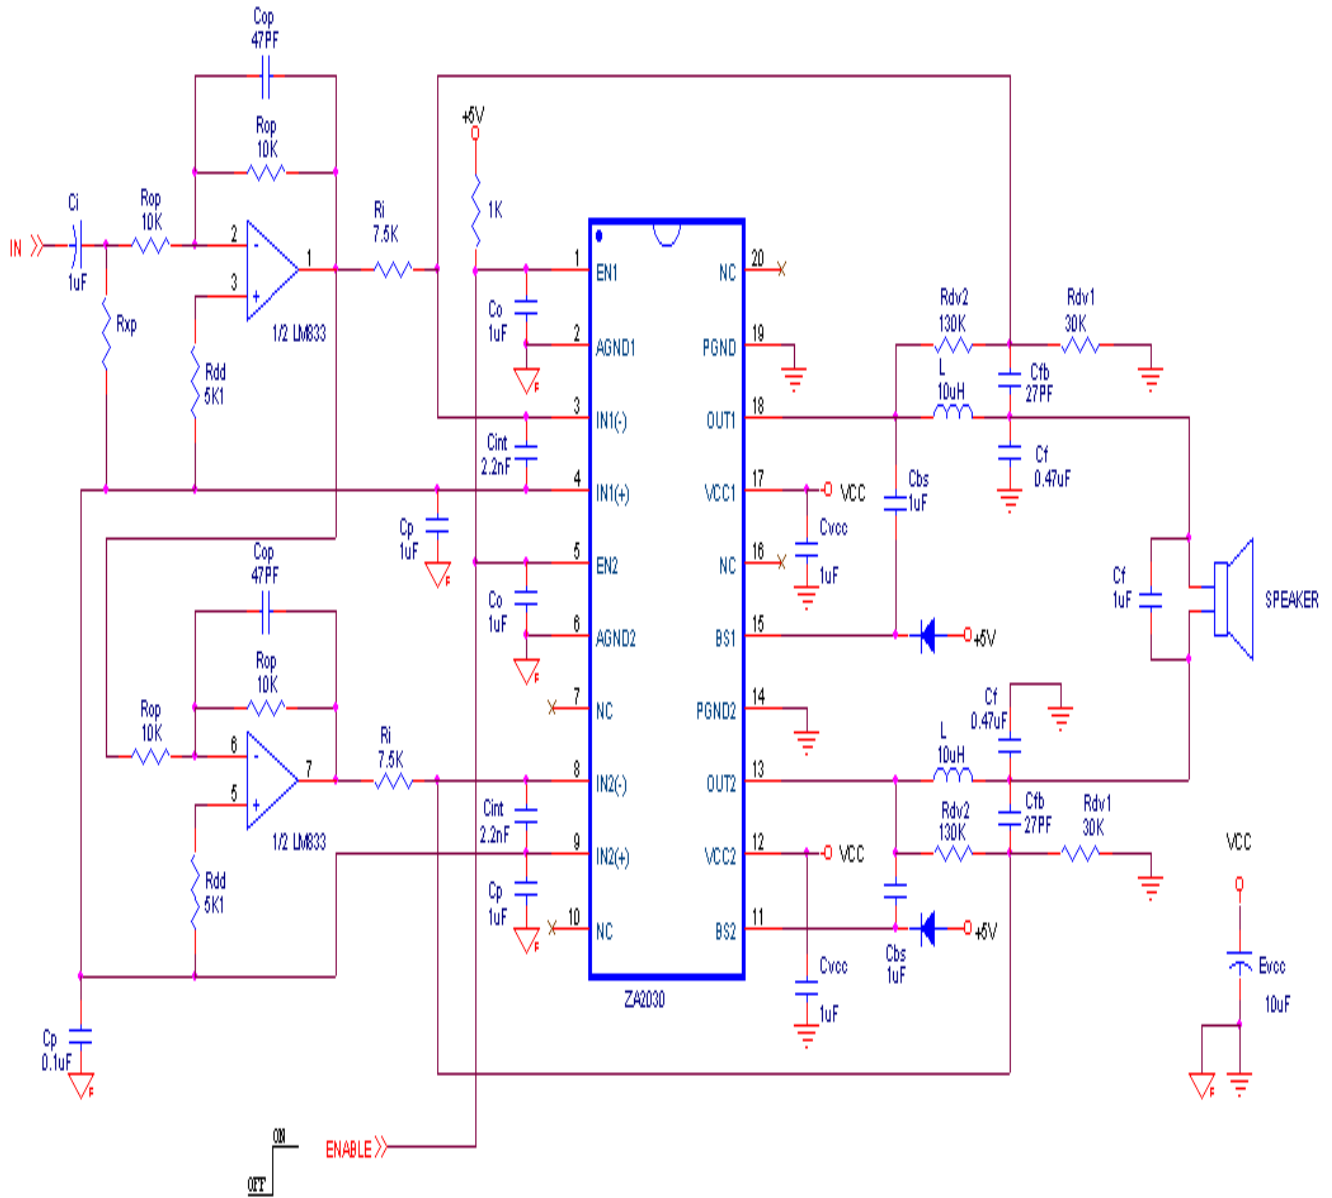 Cop
47PF
Rop
10K
+5V
Ci
1uF
Rop
10K
IN
2
-
3
+
1
1/2 LM833
Ri
7.5K
1K
Rxp
Rdd
5K1
Co
1uF
1
EN1
2
AGND1
3
IN1(-)
Cint
2.2nF
4
IN1(+)
Cp
1uF
5
EN2
Co
1uF
6
AGND2
7
NC
8
IN2(-)
Cint
2.2nF
9
IN2(+)
Cp
1uF
10
NC
20
NC
19
PGND
18
OUT1
17
VCC1
VCC
16
NC
Cvcc
1uF
15
BS1
+5V
14
PGND2
13
OUT2
12
VCC2
VCC
11
BS2
+5V
ZA2030
Rdv2
130K
Rdv1
30K
L
10uH
Cfb
27PF
Cf
0.47uF
Cbs
1uF
Cf
1uF
SPEAKER
Cf
0.47uF
L
10uH
Rdv2
130K
Cfb
27PF
Rdv1
30K
Cbs
1uF
Cvcc
1uF
VCC
Evcc
10uF
Cop
47PF
Rop
10K
Rop
10K
6
-
5
+
7
1/2 LM833
Ri
7.5K
Rdd
5K1
Cp
0.1uF
ON
OFF
ENABLE